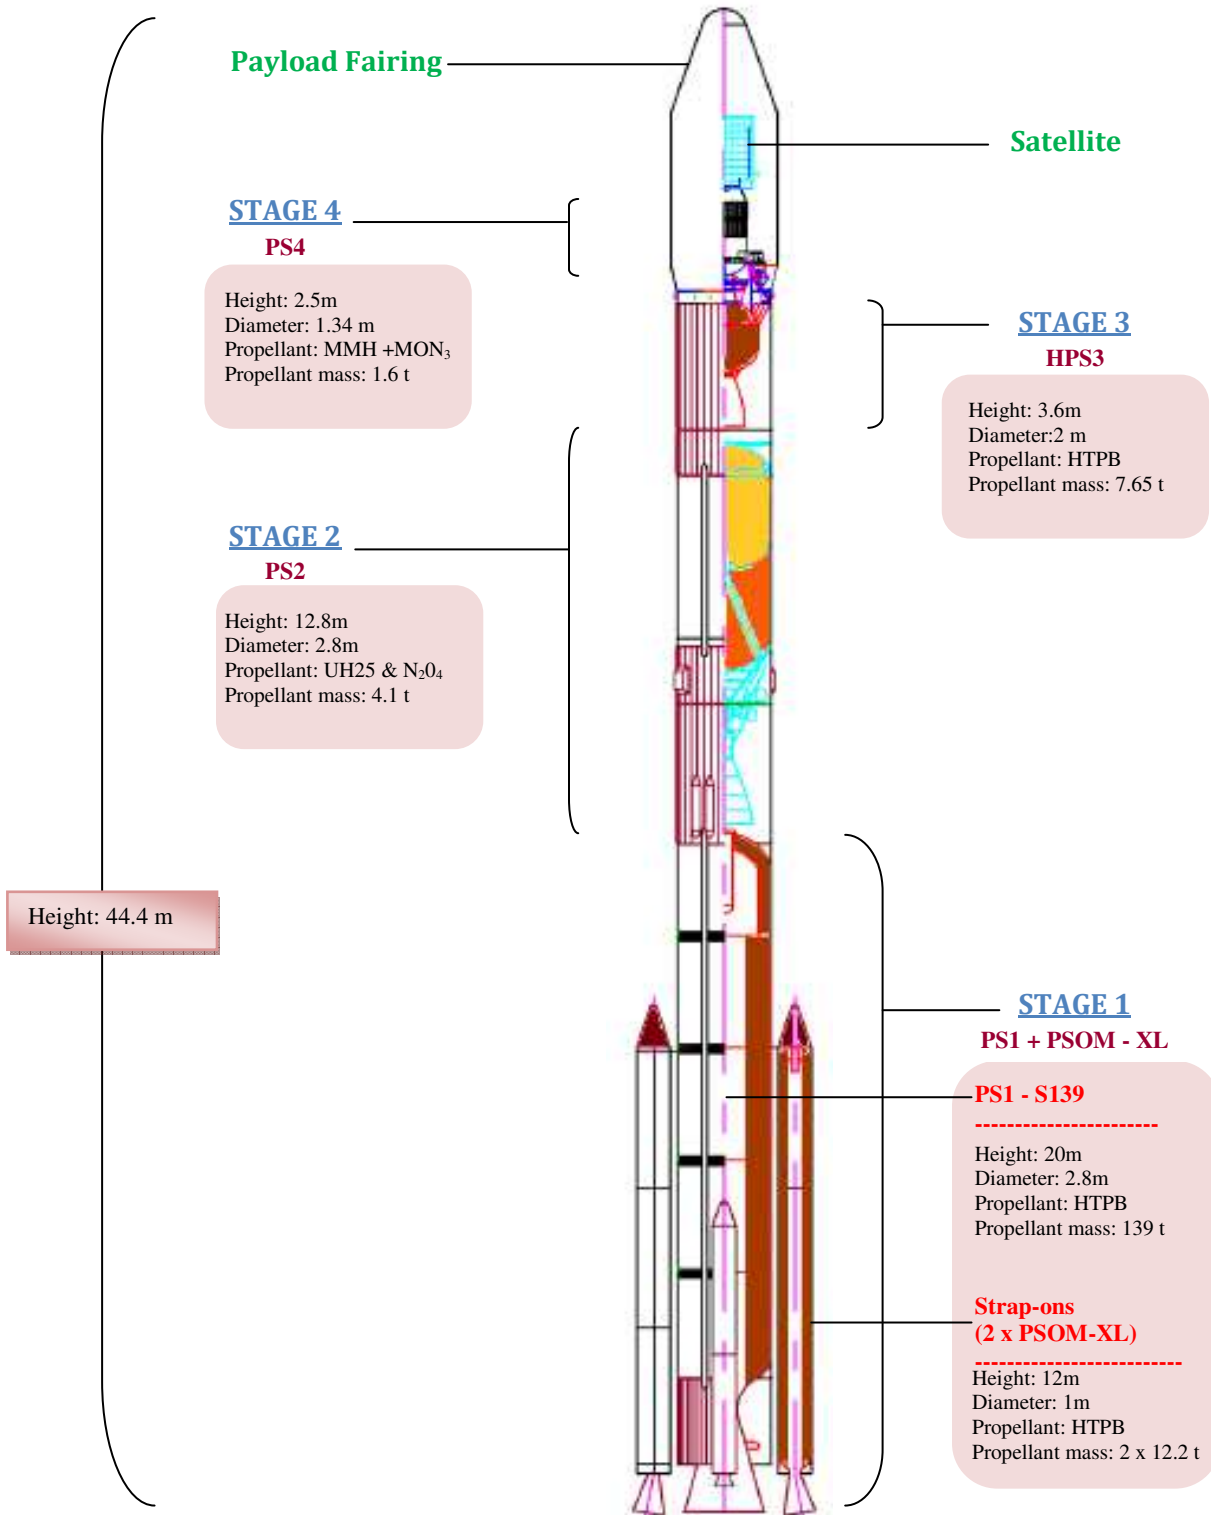 Payload Fairing
Satellite
STAGE 4
PS4
Height: 2.5m
Diameter: 1.34 m
Propellant: MMH +MON₃
Propellant mass: 1.6 t
STAGE 3
HPS3
Height: 3.6m
Diameter:2 m
Propellant: HTPB
Propellant mass: 7.65 t
STAGE 2
PS2
Height: 12.8m
Diameter: 2.8m
Propellant: UH25 & N₂0₄
Propellant mass: 4.1 t
Height: 44.4 m
STAGE 1
PS1 + PSOM - XL
PS1 - S139
-----------------------
Height: 20m
Diameter: 2.8m
Propellant: HTPB
Propellant mass: 139 t
Strap-ons
(2 x PSOM-XL)
--------------------------
Height: 12m
Diameter: 1m
Propellant: HTPB
Propellant mass: 2 x 12.2 t